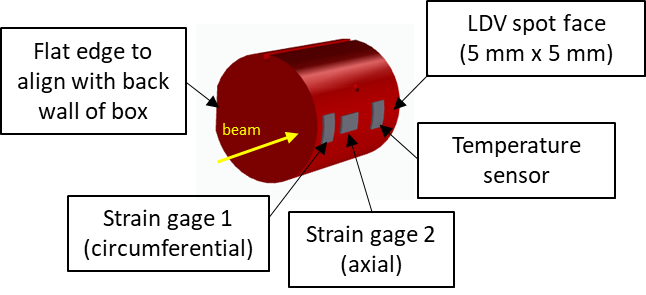 Flat edge to
align with back
wall of box
LDV spot face
(5 mm x 5 mm)
beam
Temperature
sensor
Strain gage 1
(circumferential)
Strain gage 2
(axial)